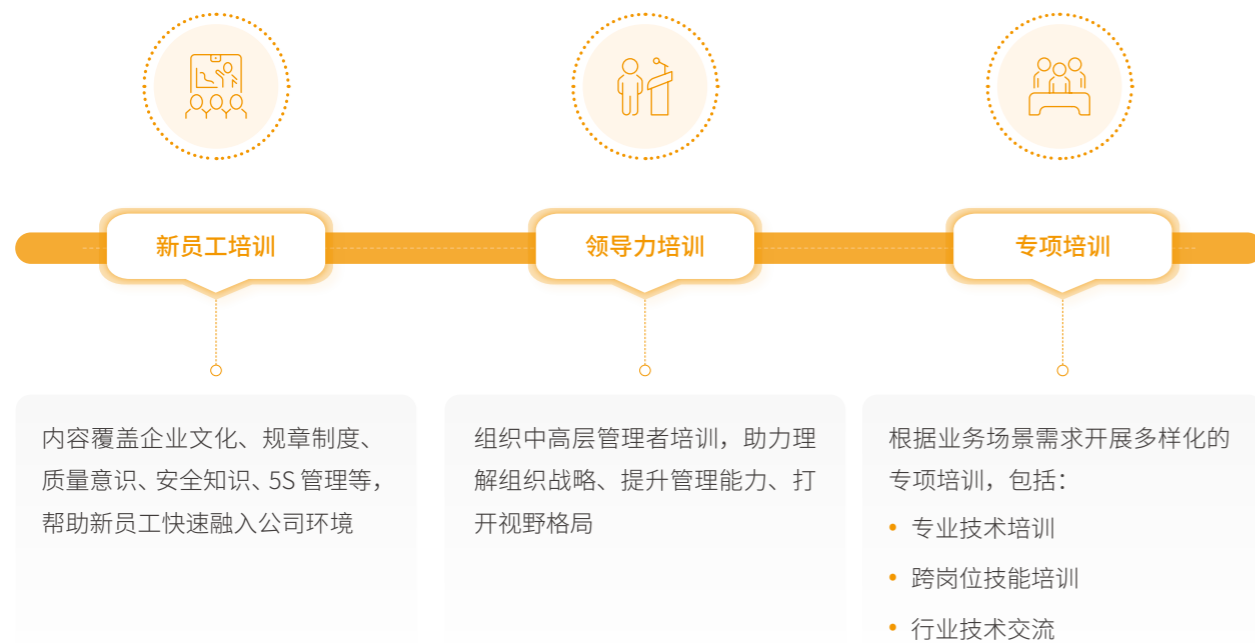 新员工培训
领导力培训
专项培训
内容覆盖企业文化、规章制度、
质量意识、安全知识、5S 管理等，
帮助新员工快速融入公司环境
组织中高层管理者培训，助力理
解组织战略、提升管理能力、打
开视野格局
根据业务场景需求开展多样化的
专项培训，包括：
• 专业技术培训
• 跨岗位技能培训
• 行业技术交流